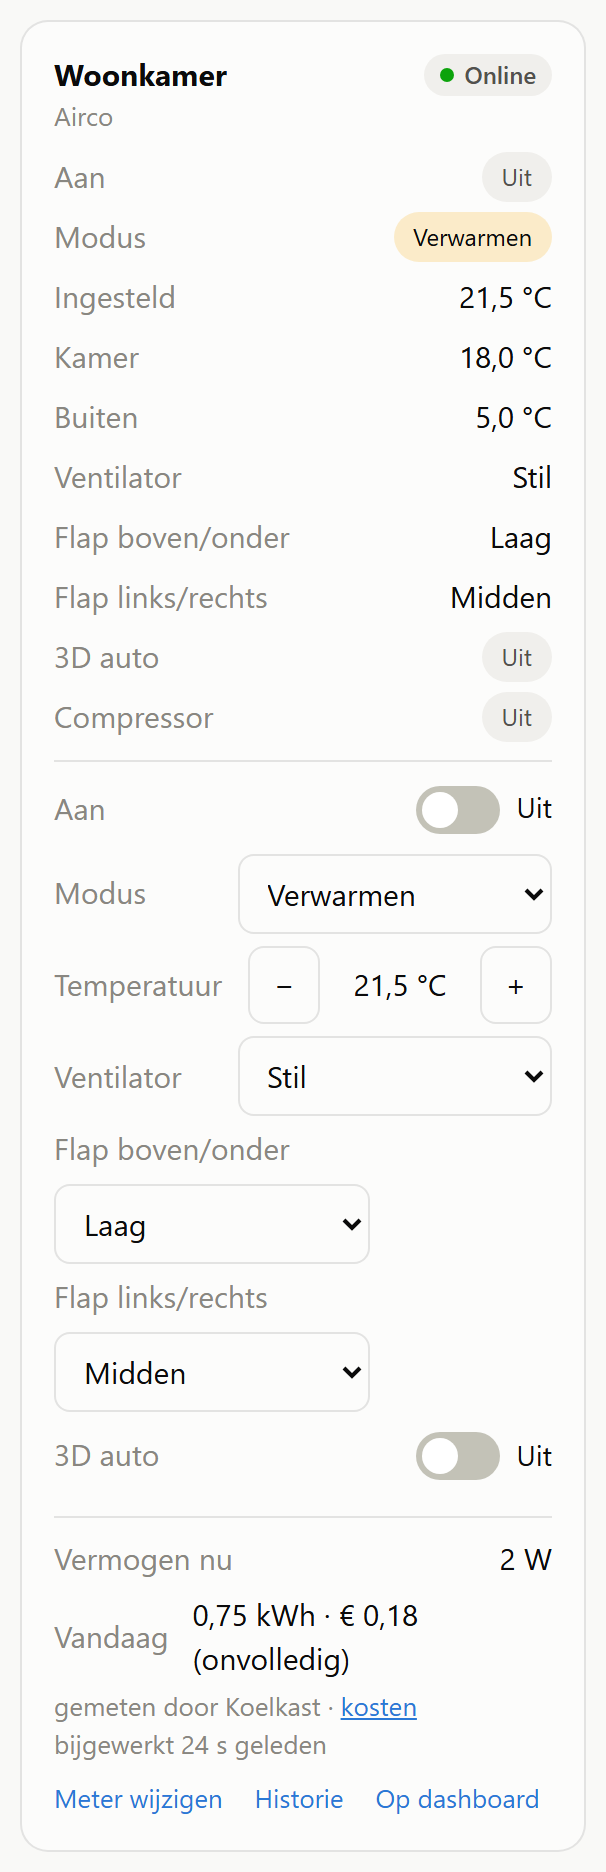 Woonkamer Online
Airco
Aan Uit
Modus Verwarmen
Ingesteld 21,5 °C
Kamer 18,0 °C
Buiten 5,0 °C
Ventilator Stil
Flap boven/onder Laag
Flap links/rechts Midden
3D auto Uit
Compressor Uit
Aan Uit
Modus Verwarmen
Temperatuur − 21,5 °C +
Ventilator Stil
Flap boven/onder
Laag
Flap links/rechts
Midden
3D auto Uit
Vermogen nu 2 W
Vandaag 0,75 kWh · € 0,18
(onvolledig)
gemeten door Koelkast · kosten
bijgewerkt 24 s geleden
Meter wijzigen Historie Op dashboard